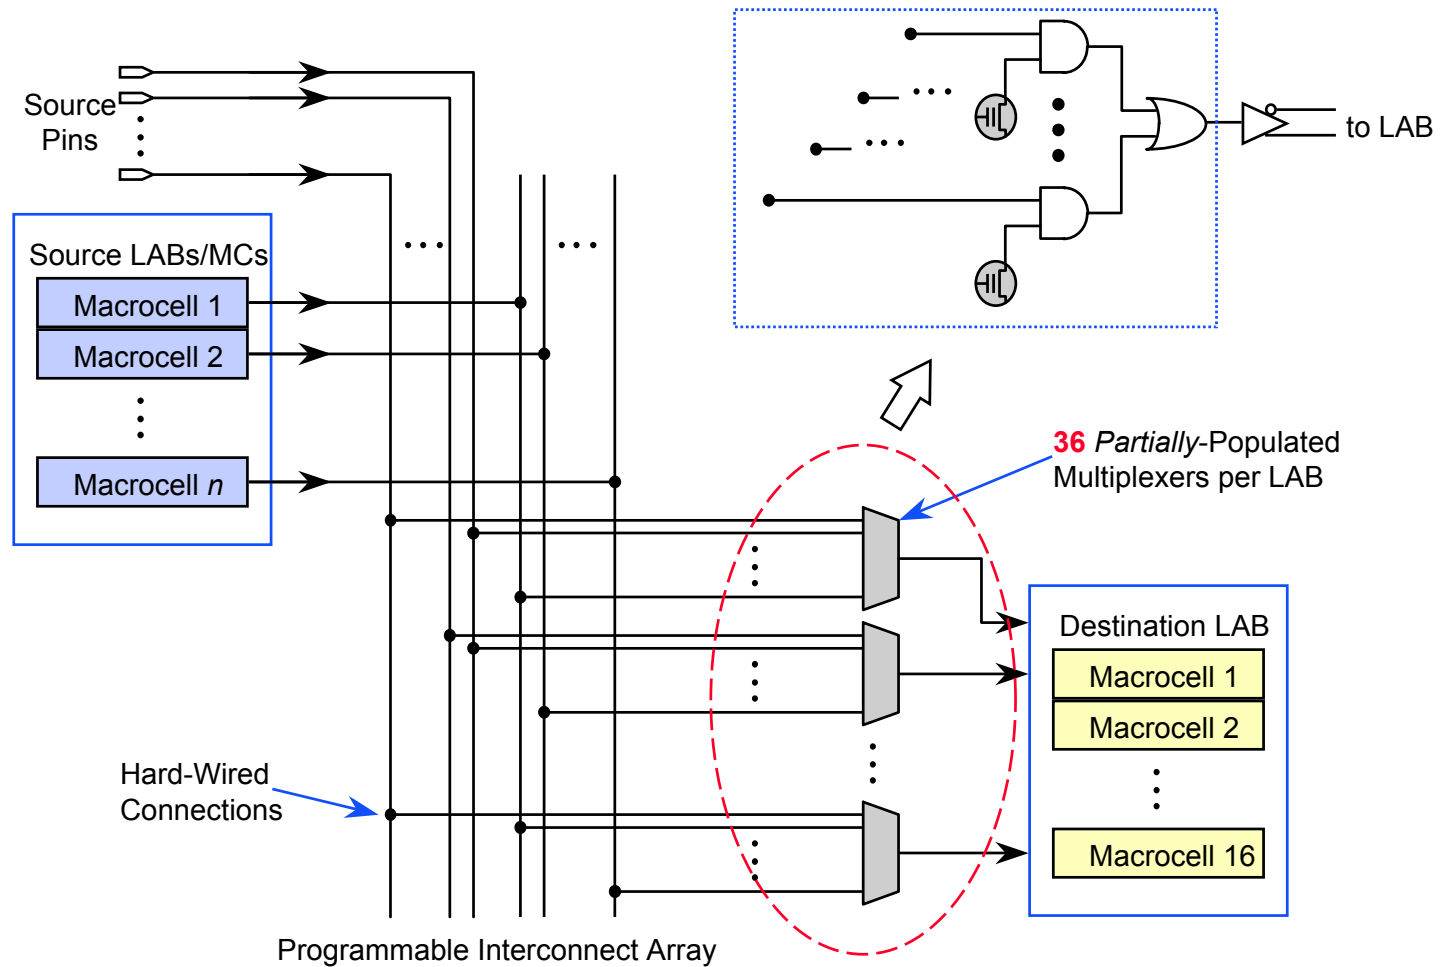 Source
Pins
to LAB
Source LABs/MCs
Macrocell 1
Macrocell 2
Macrocell n
36 Partially-Populated
Multiplexers per LAB
Destination LAB
Macrocell 1
Macrocell 2
Macrocell 16
Hard-Wired
Connections
Programmable Interconnect Array